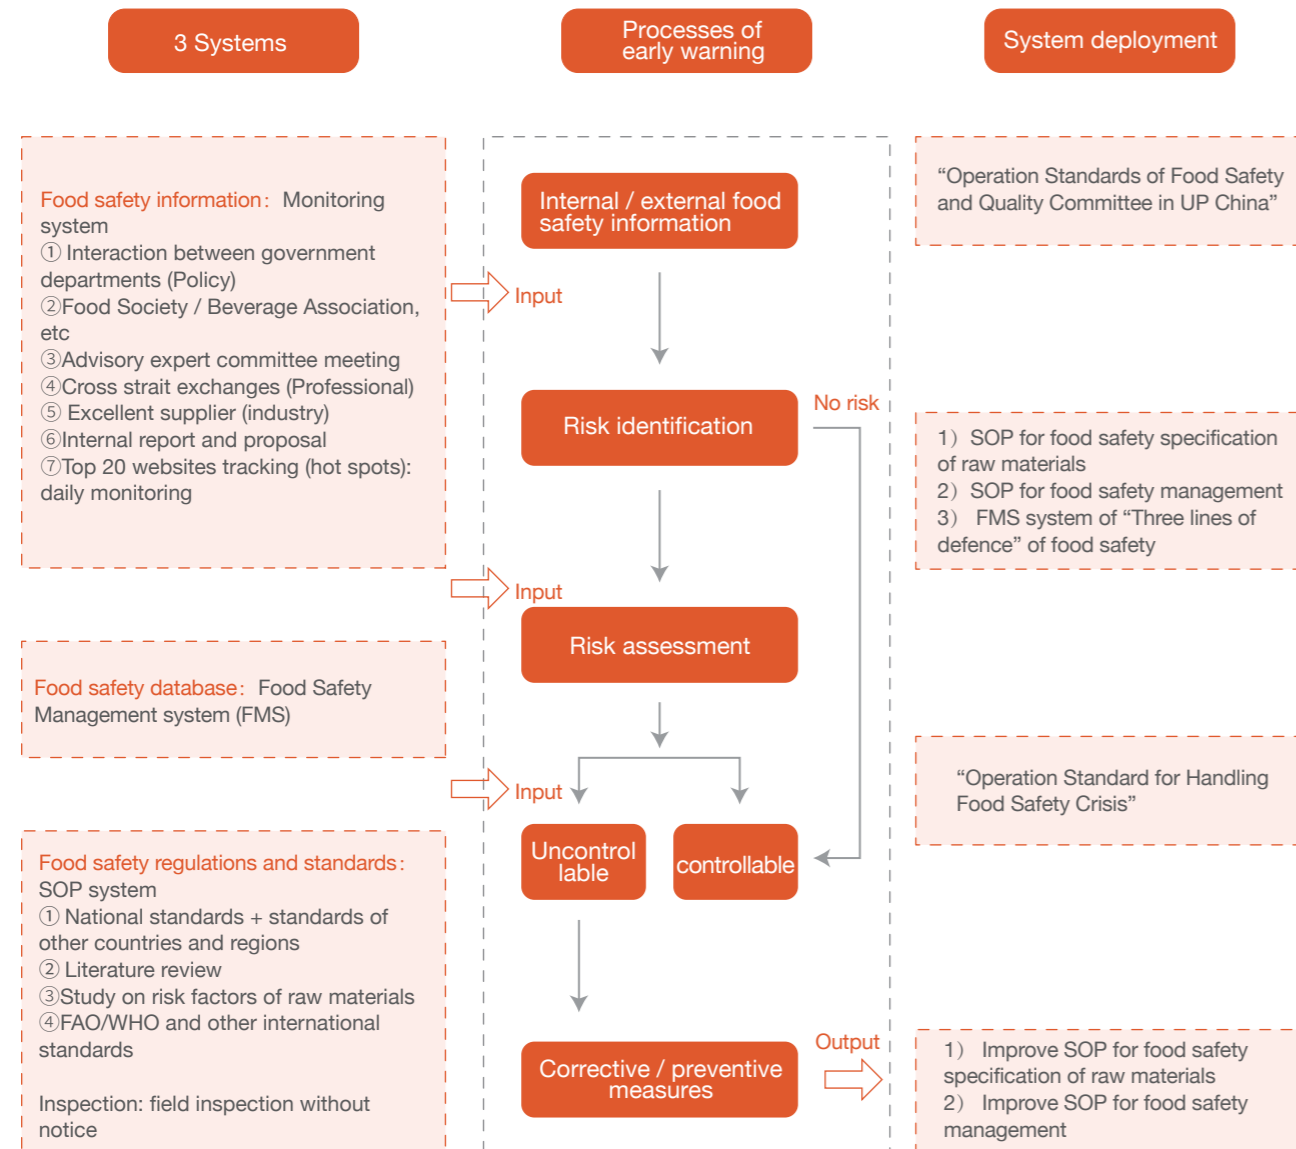 3 Systems
Processes of
early warning
System deployment
Food safety information: Monitoring
system
① Interaction between government
departments (Policy)
②Food Society / Beverage Association,
etc
③Advisory expert committee meeting
④Cross strait exchanges (Professional)
⑤ Excellent supplier (industry)
⑥Internal report and proposal
⑦Top 20 websites tracking (hot spots):
daily monitoring
Food safety database: Food Safety
Management system (FMS)
Food safety regulations and standards:
SOP system
① National standards + standards of
other countries and regions
② Literature review
③Study on risk factors of raw materials
④FAO/WHO and other international
standards
Inspection: field inspection without
notice
Input
Input
Input
Internal / external food
safety information
Risk identification
No risk
Risk assessment
Uncontrol
lable
controllable
Corrective / preventive
measures
Output
“Operation Standards of Food Safety
and Quality Committee in UP China”
1) SOP for food safety specification
of raw materials
2) SOP for food safety management
3) FMS system of “Three lines of
defence” of food safety
“Operation Standard for Handling
Food Safety Crisis”
1) Improve SOP for food safety
specification of raw materials
2) Improve SOP for food safety
management